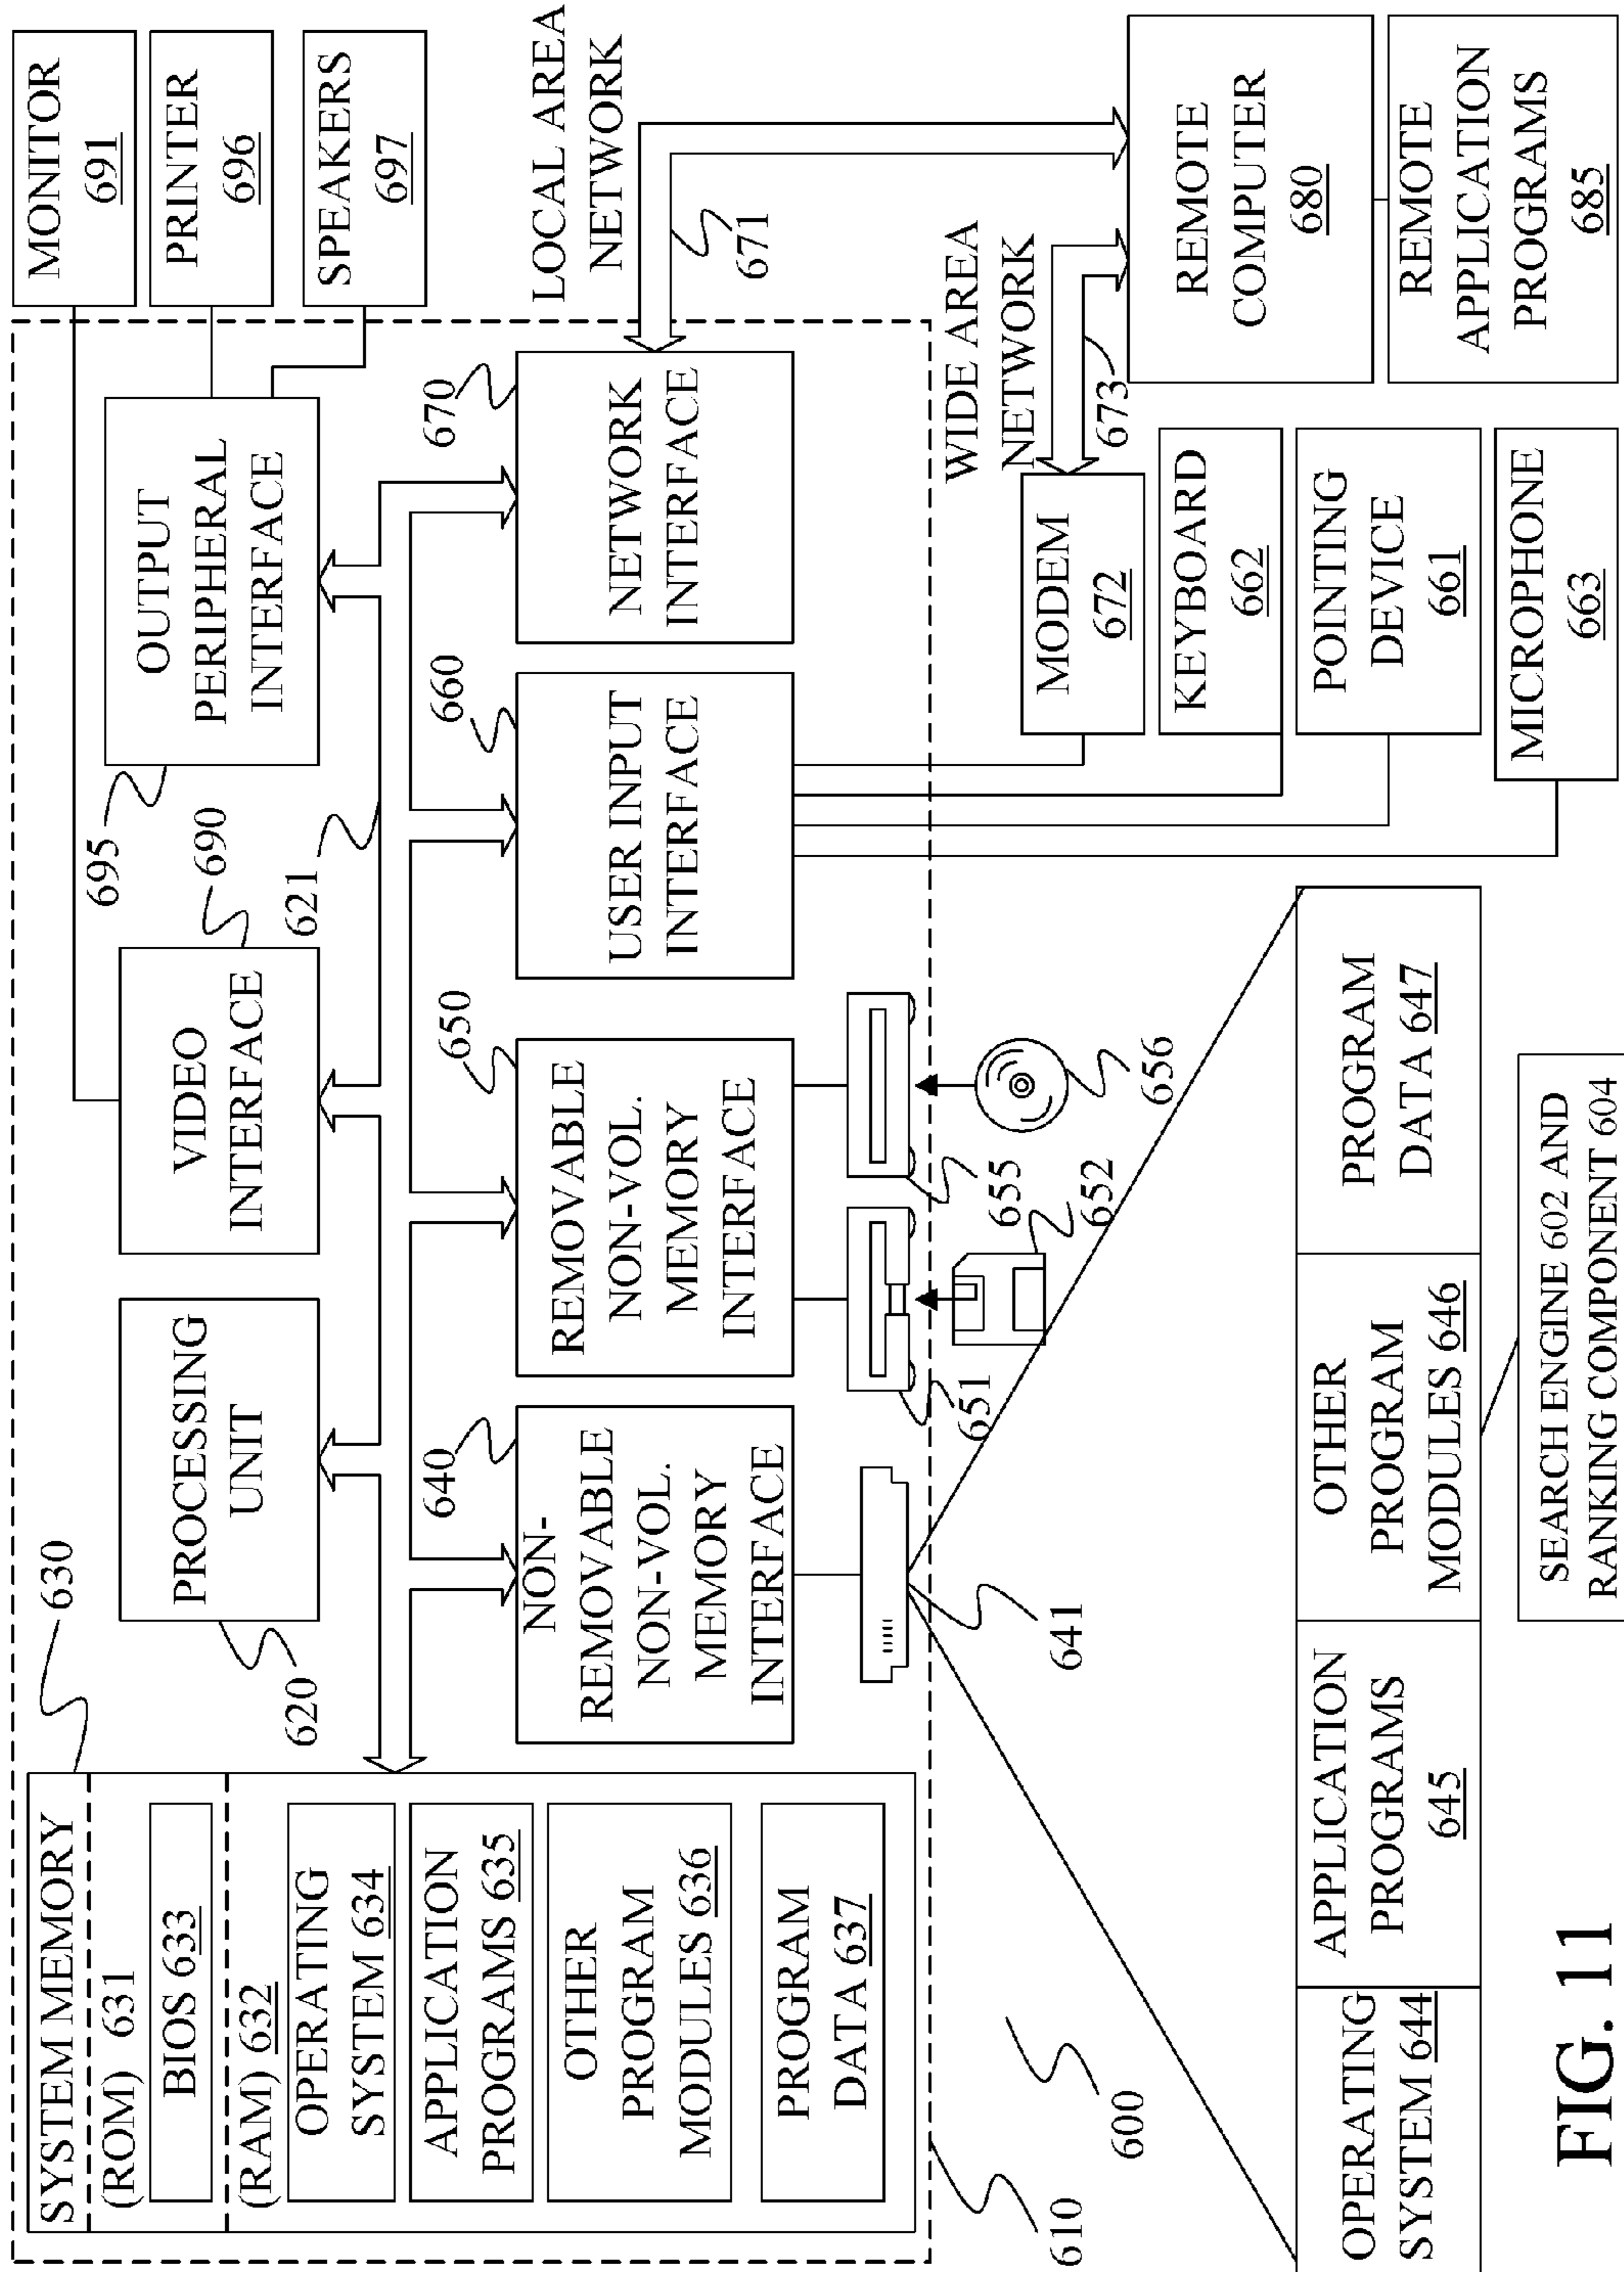 SYSTEM MEMORY
(ROM) 631
BIOS 633
(RAM) 632
OPERATING
SYSTEM 634
APPLICATION
PROGRAMS 635
OTHER
PROGRAM
MODULES 636
PROGRAM
DATA 637
630
PROCESSING
UNIT
620
VIDEO
INTERFACE
690
621
OUTPUT
PERIPHERAL
INTERFACE
695
MONITOR
691
PRINTER
696
SPEAKERS
697
NON-
REMOVABLE
NON-VOL.
MEMORY
INTERFACE
640
REMOVABLE
NON-VOL.
MEMORY
INTERFACE
650
USER INPUT
INTERFACE
660
NETWORK
INTERFACE
670
LOCAL AREA
NETWORK
671
641
651
655
652
656
WIDE AREA
NETWORK
673
MODEM
672
KEYBOARD
662
POINTING
DEVICE
661
MICROPHONE
663
REMOTE
COMPUTER
680
REMOTE
APPLICATION
PROGRAMS
685
610
600
OPERATING
SYSTEM 644
APPLICATION
PROGRAMS
645
OTHER
PROGRAM
MODULES 646
PROGRAM
DATA 647
SEARCH ENGINE 602 AND
RANKING COMPONENT 604
FIG. 11